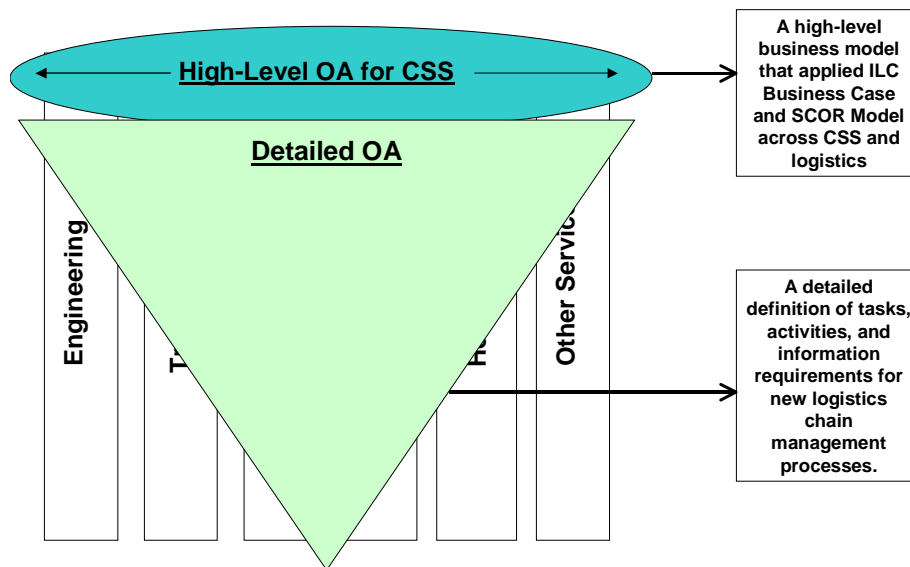 High-Level OA for CSS
Detailed OA
Engineering
Other Service
A high-level
business model
that applied ILC
Business Case
and SCOR Model
across CSS and
logistics
A detailed
definition of tasks,
activities, and
information
requirements for
new logistics
chain
management
processes.